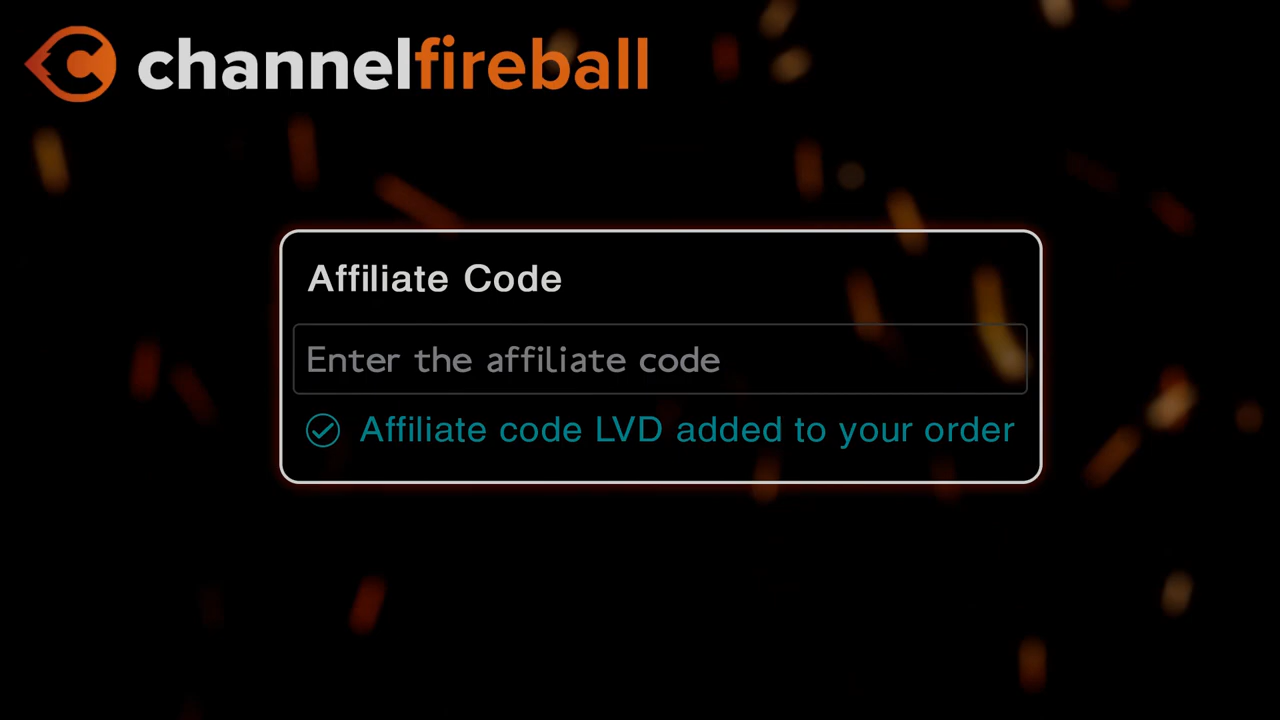 channelfireball
Affiliate Code
Enter the affiliate code
Affiliate code LVD added to your order